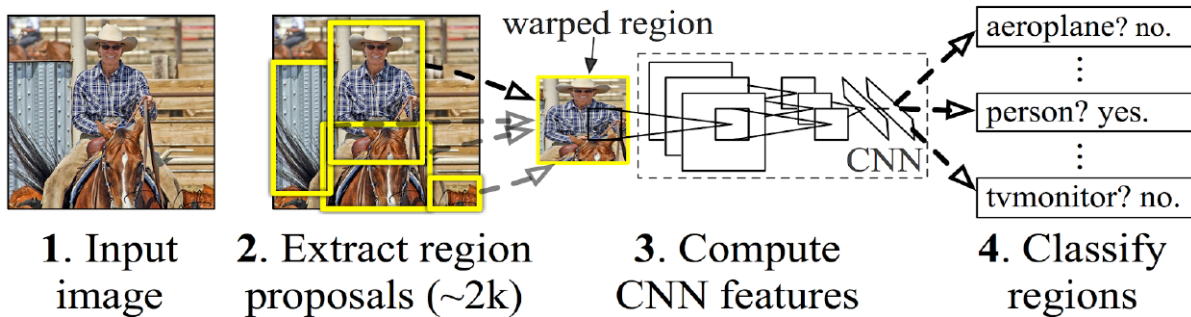 warped region
aeroplane? no.
⋮
person? yes.
CNN
⋮
tvmonitor? no.
1. Input
image
2. Extract region
proposals (~2k)
3. Compute
CNN features
4. Classify
regions